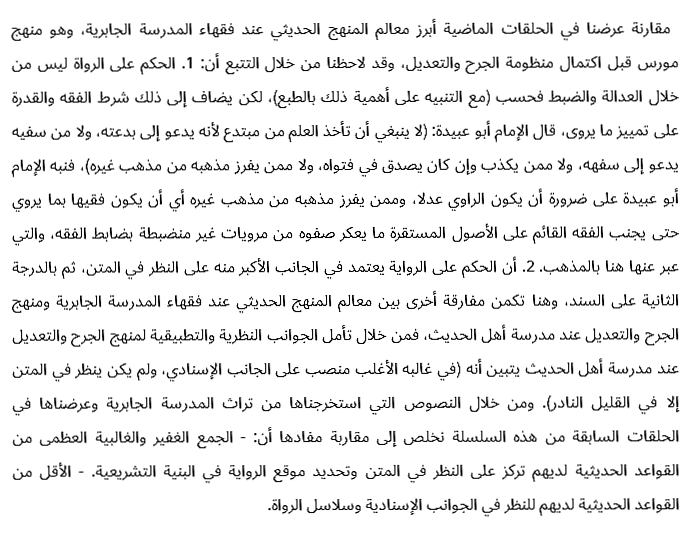 مقارنة عرضنا في الحلقات الماضية أبرز معالم المنهج الحديثي عند فقهاء المدرسة الجابرية، وهو منهج
مورس قبل اكتمال منظومة الجرح والتعديل، وقد لاحظنا من خلال التتبع أن: 1. الحكم على الرواة ليس من
خلال العدالة والضبط فحسب (مع التنبيه على أهمية ذلك بالطبع)، لكن يضاف إلى ذلك شرط الفقه والقدرة
على تمييز ما يروى، قال الإمام أبو عبيدة: (لا ينبغي أن تأخذ العلم من مبتدع لأنه يدعو إلى بدعته، ولا من سفيه
يدعو إلى سفهه، ولا ممن يكذب وإن كان يصدق في فتواه، ولا ممن يفرز مذهبه من مذهب غيره)، فنبه الإمام
أبو عبيدة على ضرورة أن يكون الراوي عدلا، وممن يفرز مذهبه من مذهب غيره أي أن يكون فقيها بما يروي
حتى يجنب الفقه القائم على الأصول المستقرة ما يعكر صفوه من مرويات غير منضبطة بضابط الفقه، والتي
عبر عنها هنا بالمذهب. 2. أن الحكم على الرواية يعتمد في الجانب الأكبر منه على النظر في المتن، ثم بالدرجة
الثانية على السند، وهنا تكمن مفارقة أخرى بين معالم المنهج الحديثي عند فقهاء المدرسة الجابرية ومنهج
الجرح والتعديل عند مدرسة أهل الحديث، فمن خلال تأمل الجوانب النظرية والتطبيقية لمنهج الجرح والتعديل
عند مدرسة أهل الحديث يتبين أنه (في غالبه الأغلب منصب على الجانب الإسنادي، ولم يكن ينظر في المتن
إلا في القليل النادر). ومن خلال النصوص التي استخرجناها من تراث المدرسة الجابرية وعرضناها في
الحلقات السابقة من هذه السلسلة نخلص إلى مقاربة مفادها أن: - الجمع الغفير والغالبية العظمى من
القواعد الحديثية لديهم تركز على النظر في المتن وتحديد موقع الرواية في البنية التشريعية. - الأقل من
القواعد الحديثية لديهم للنظر في الجوانب الإسنادية وسلاسل الرواة.